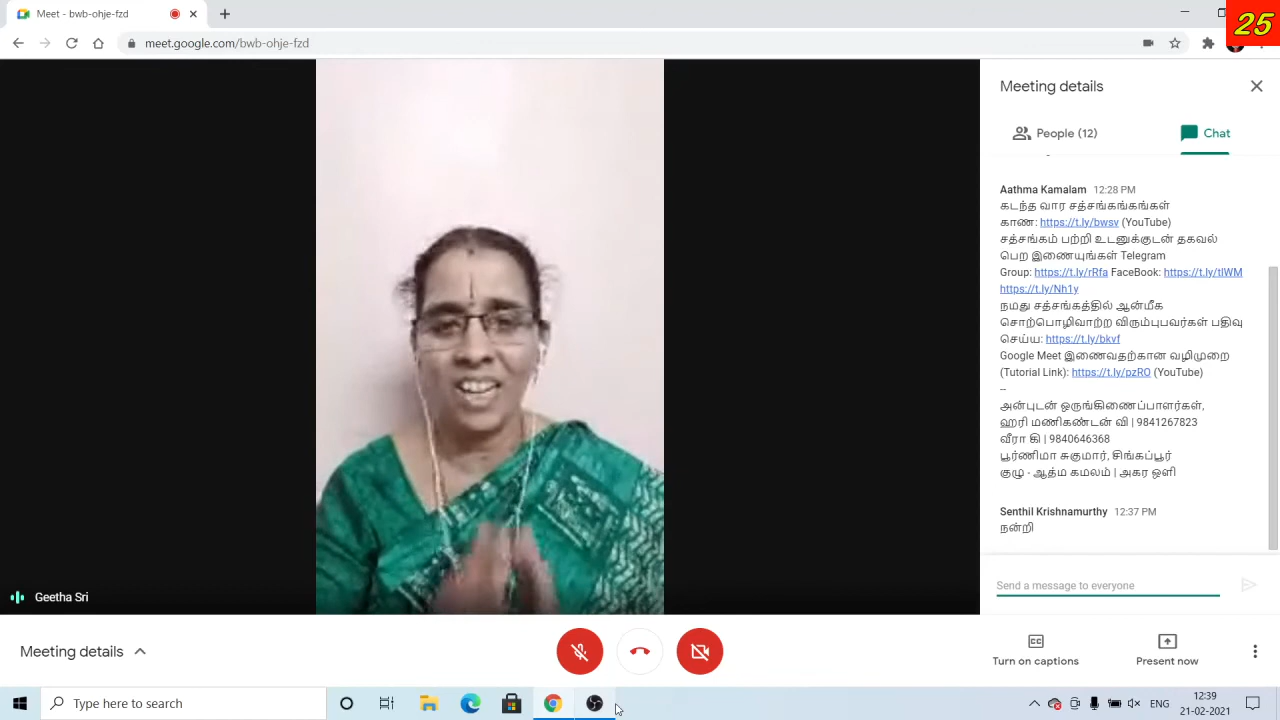 Meet - bwb-ohje-fzd
25
meet.google.com/bwb-ohje-fzd
Meeting details
People (12)
Chat
Aathma Kamalam 12:28 PM
கடந்த வார சத்சங்கங்கங்கள்
காண: https://t.ly/bwsv (YouTube)
சத்சங்கம் பற்றி உடனுக்குடன் தகவல்
பெற இணையுங்கள் Telegram
Group: https://t.ly/rRfa FaceBook: https://t.ly/tlWM
https://t.ly/Nh1y
நமது சத்சங்கத்தில் ஆன்மீக
சொற்பொழிவாற்ற விரும்புபவர்கள் பதிவு
செய்ய: https://t.ly/bkvf
Google Meet இணைவதற்கான வழிமுறை
(Tutorial Link): https://t.ly/pzRO (YouTube)
--
அன்புடன் ஒருங்கிணைப்பாளர்கள்,
ஹரி மணிகண்டன் வி | 9841267823
வீரா கி | 9840646368
பூர்ணிமா சுகுமார், சிங்கப்பூர்
குழு - ஆத்ம கமலம் | அகர ஒளி
Senthil Krishnamurthy 12:37 PM
நன்றி
Send a message to everyone
Geetha Sri
Meeting details
Turn on captions
Present now
Type here to search
ENG
12:39
21-02-2021